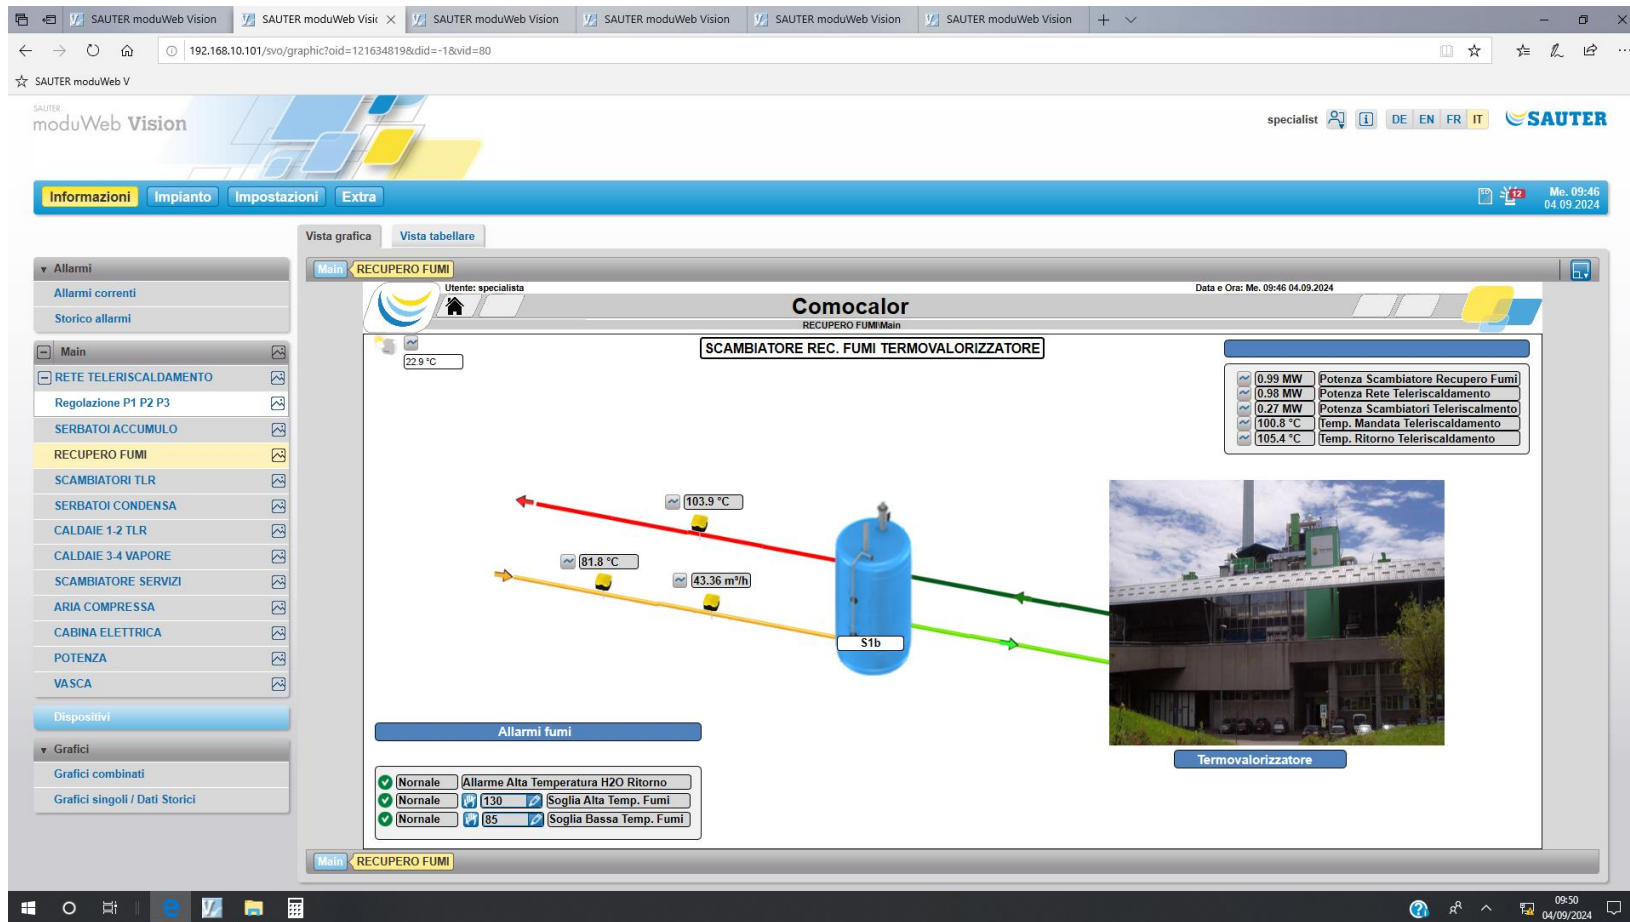 SAUTER moduWeb Vision
SAUTER moduWeb Visic
SAUTER moduWeb Vision
SAUTER moduWeb Vision
SAUTER moduWeb Vision
SAUTER moduWeb Vision
192.168.10.101/svo/graphic?oid=121634819&did=-1&vid=80
SAUTER moduWeb V
SAUTER
moduWeb Vision
specialist
DE EN FR IT
SAUTER
Informazioni Impianto Impostazioni Extra
12
Me. 09:46
04.09.2024
Vista grafica Vista tabellare
Allarmi
Allarmi correnti
Storico allarmi
Main
RETE TELERISCALDAMENTO
Regolazione P1 P2 P3
SERBATOI ACCUMULO
RECUPERO FUMI
SCAMBIATORI TLR
SERBATOI CONDENSA
CALDAIE 1-2 TLR
CALDAIE 3-4 VAPORE
SCAMBIATORE SERVIZI
ARIA COMPRESSA
CABINA ELETTRICA
POTENZA
VASCA
Dispositivi
Grafici
Grafici combinati
Grafici singoli / Dati Storici
Main RECUPERO FUMI
Utente: specialista
Data e Ora: Me. 09:46 04.09.2024
Comocalor
RECUPERO FUMI\Main
22.9 °C
SCAMBIATORE REC. FUMI TERMOVALORIZZATORE
0.99 MW Potenza Scambiatore Recupero Fumi
0.98 MW Potenza Rete Teleriscaldamento
0.27 MW Potenza Scambiatori Teleriscalmento
100.8 °C Temp. Mandata Teleriscaldamento
105.4 °C Temp. Ritorno Teleriscaldamento
103.9 °C
81.8 °C
43.36 m³/h
S1b
Termovalorizzatore
Allarmi fumi
Nornale Allarme Alta Temperatura H2O Ritorno
Nornale 130 Soglia Alta Temp. Fumi
Nornale 85 Soglia Bassa Temp. Fumi
Main RECUPERO FUMI
09:50
04/09/2024